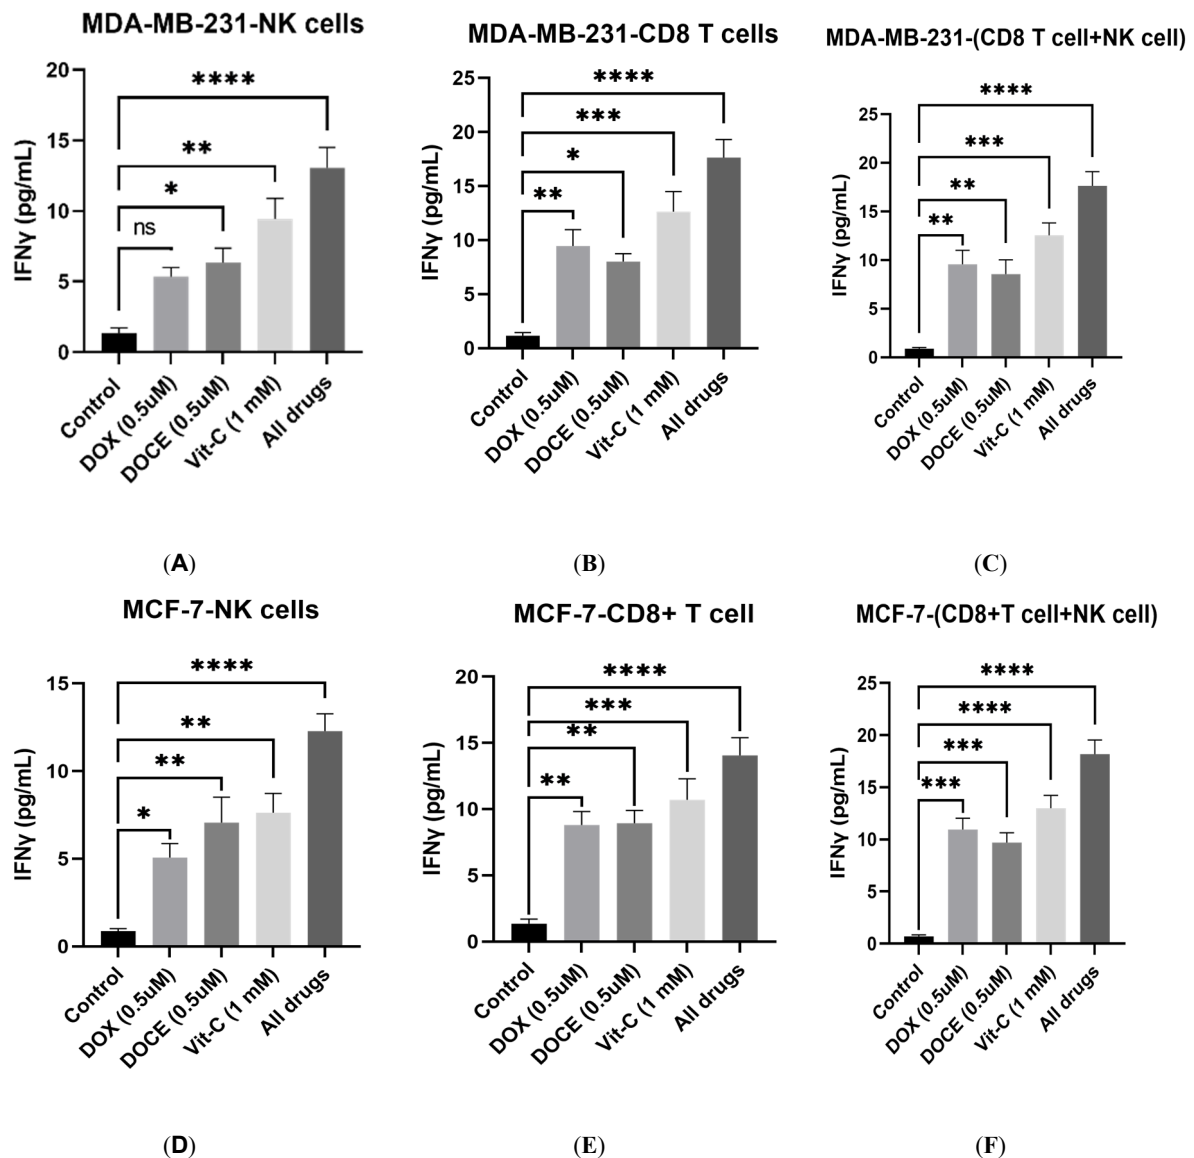 MDA-MB-231-NK cells
IFNγ (pg/mL)
20
15
10
5
0
****
**
*
ns
Control
DOX (0.5uM)
DOCE (0.5uM)
Vit-C (1 mM)
All drugs
(A)
MDA-MB-231-CD8 T cells
IFNγ (pg/mL)
25
20
15
10
5
0
****
***
*
**
Control
DOX (0.5uM)
DOCE (0.5uM)
Vit-C (1 mM)
All drugs
(B)
MDA-MB-231-(CD8 T cell+NK cell)
IFNγ (pg/mL)
25
20
15
10
5
0
****
***
**
**
Control
DOX (0.5uM)
DOCE (0.5uM)
Vit-C (1 mM)
All drugs
(C)
MCF-7-NK cells
IFNγ (pg/mL)
15
10
5
0
****
**
**
*
Control
DOX (0.5uM)
DOCE (0.5uM)
Vit-C (1 mM)
All drugs
(D)
MCF-7-CD8+ T cell
IFNγ (pg/mL)
20
15
10
5
0
****
***
**
**
Control
DOX (0.5uM)
DOCE (0.5uM)
Vit-C (1 mM)
All drugs
(E)
MCF-7-(CD8+T cell+NK cell)
IFNγ (pg/mL)
25
20
15
10
5
0
****
****
***
***
Control
DOX (0.5uM)
DOCE (0.5uM)
Vit-C (1 mM)
All drugs
(F)